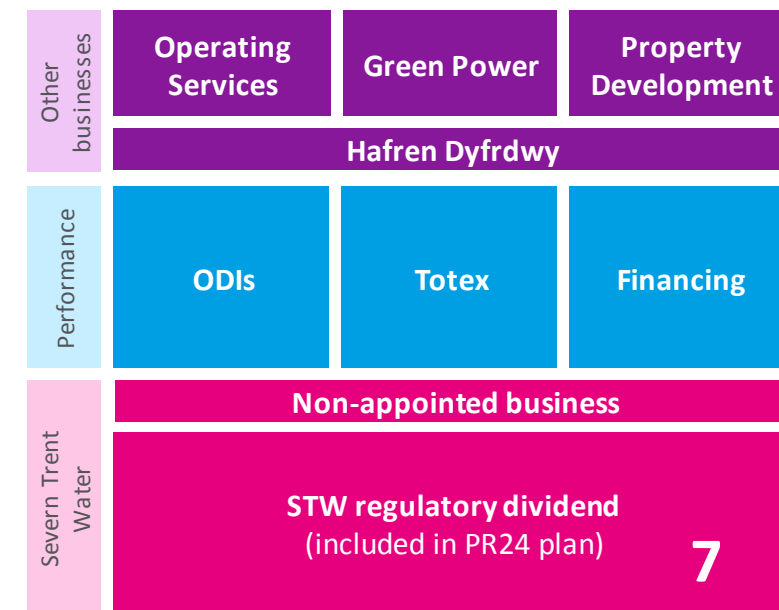 Other
businesses
Operating
Services
Green Power
Property
Development
Hafren Dyfrdwy
Performance
ODIs
Totex
Financing
Severn Trent
Water
Non-appointed business
STW regulatory dividend
(included in PR24 plan)
7